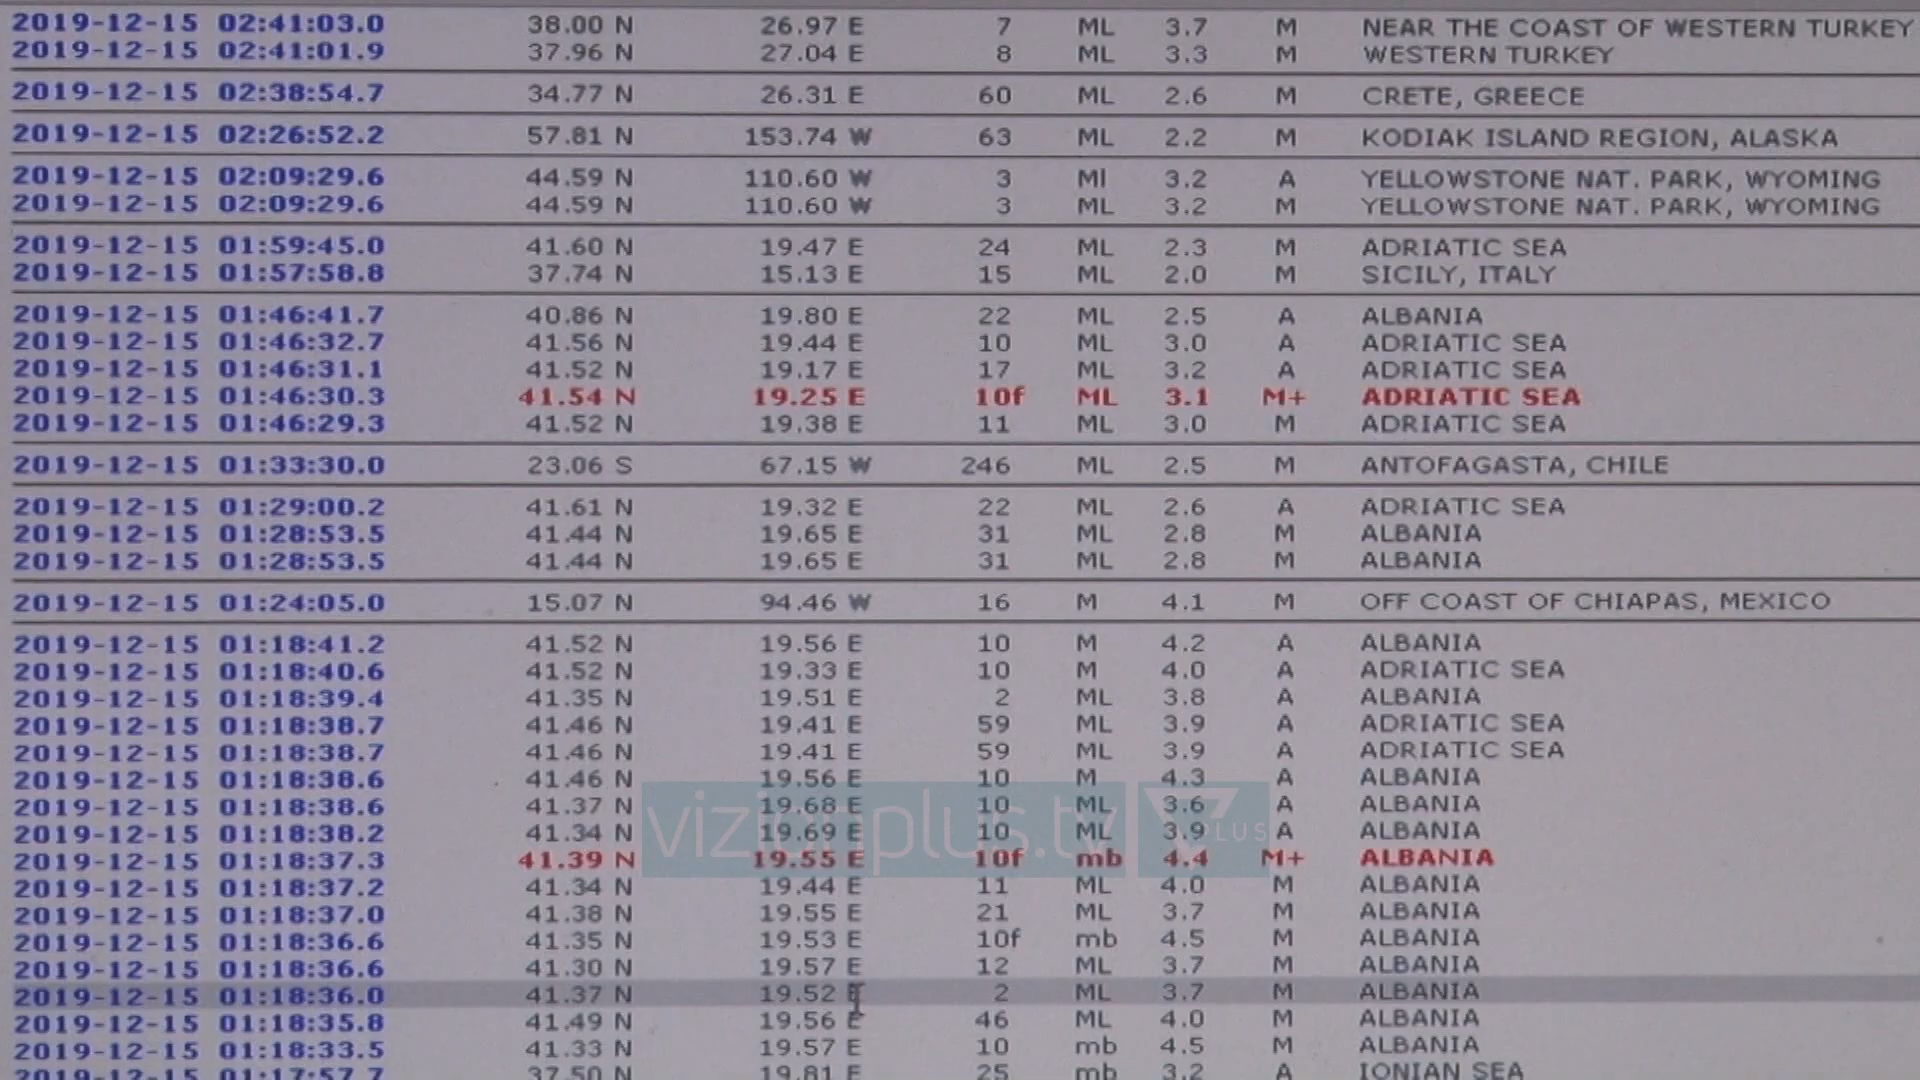 2019-12-15 02:41:03.0 38.00 N 26.97 E 7 ML 3.7 M NEAR THE COAST OF WESTERN TURKEY
2019-12-15 02:41:01.9 37.96 N 27.04 E 8 ML 3.3 M WESTERN TURKEY
2019-12-15 02:38:54.7 34.77 N 26.31 E 60 ML 2.6 M CRETE, GREECE
2019-12-15 02:26:52.2 57.81 N 153.74 W 63 ML 2.2 M KODIAK ISLAND REGION, ALASKA
2019-12-15 02:09:29.6 44.59 N 110.60 W 3 Ml 3.2 A YELLOWSTONE NAT. PARK, WYOMING
2019-12-15 02:09:29.6 44.59 N 110.60 W 3 ML 3.2 M YELLOWSTONE NAT. PARK, WYOMING
2019-12-15 01:59:45.0 41.60 N 19.47 E 24 ML 2.3 M ADRIATIC SEA
2019-12-15 01:57:58.8 37.74 N 15.13 E 15 ML 2.0 M SICILY, ITALY
2019-12-15 01:46:41.7 40.86 N 19.80 E 22 ML 2.5 A ALBANIA
2019-12-15 01:46:32.7 41.56 N 19.44 E 10 ML 3.0 A ADRIATIC SEA
2019-12-15 01:46:31.1 41.52 N 19.17 E 17 ML 3.2 A ADRIATIC SEA
2019-12-15 01:46:30.3 41.54 N 19.25 E 10f ML 3.1 M+ ADRIATIC SEA
2019-12-15 01:46:29.3 41.52 N 19.38 E 11 ML 3.0 M ADRIATIC SEA
2019-12-15 01:33:30.0 23.06 S 67.15 W 246 ML 2.5 M ANTOFAGASTA, CHILE
2019-12-15 01:29:00.2 41.61 N 19.32 E 22 ML 2.6 A ADRIATIC SEA
2019-12-15 01:28:53.5 41.44 N 19.65 E 31 ML 2.8 M ALBANIA
2019-12-15 01:28:53.5 41.44 N 19.65 E 31 ML 2.8 M ALBANIA
2019-12-15 01:24:05.0 15.07 N 94.46 W 16 M 4.1 M OFF COAST OF CHIAPAS, MEXICO
2019-12-15 01:18:41.2 41.52 N 19.56 E 10 M 4.2 A ALBANIA
2019-12-15 01:18:40.6 41.52 N 19.33 E 10 M 4.0 A ADRIATIC SEA
2019-12-15 01:18:39.4 41.35 N 19.51 E 2 ML 3.8 A ALBANIA
2019-12-15 01:18:38.7 41.46 N 19.41 E 59 ML 3.9 A ADRIATIC SEA
2019-12-15 01:18:38.7 41.46 N 19.41 E 59 ML 3.9 A ADRIATIC SEA
2019-12-15 01:18:38.6 41.46 N 19.56 E 10 M 4.3 A ALBANIA
2019-12-15 01:18:38.6 41.37 N 19.68 E 10 ML 3.6 A ALBANIA
vizionplus.tv PLUS
2019-12-15 01:18:38.2 41.34 N 19.69 E 10 ML 3.9 A ALBANIA
2019-12-15 01:18:37.3 41.39 N 19.55 E 10f mb 4.4 M+ ALBANIA
2019-12-15 01:18:37.2 41.34 N 19.44 E 11 ML 4.0 M ALBANIA
2019-12-15 01:18:37.0 41.38 N 19.55 E 21 ML 3.7 M ALBANIA
2019-12-15 01:18:36.6 41.35 N 19.53 E 10f mb 4.5 M ALBANIA
2019-12-15 01:18:36.6 41.30 N 19.57 E 12 ML 3.7 M ALBANIA
2019-12-15 01:18:36.0 41.37 N 19.52 E 2 ML 3.7 M ALBANIA
2019-12-15 01:18:35.8 41.49 N 19.56 E 46 ML 4.0 M ALBANIA
2019-12-15 01:18:33.5 41.33 N 19.57 E 10 mb 4.5 M ALBANIA
2019-12-15 01:17:57.7 37.50 N 19.81 E 25 mb 3.2 A IONIAN SEA